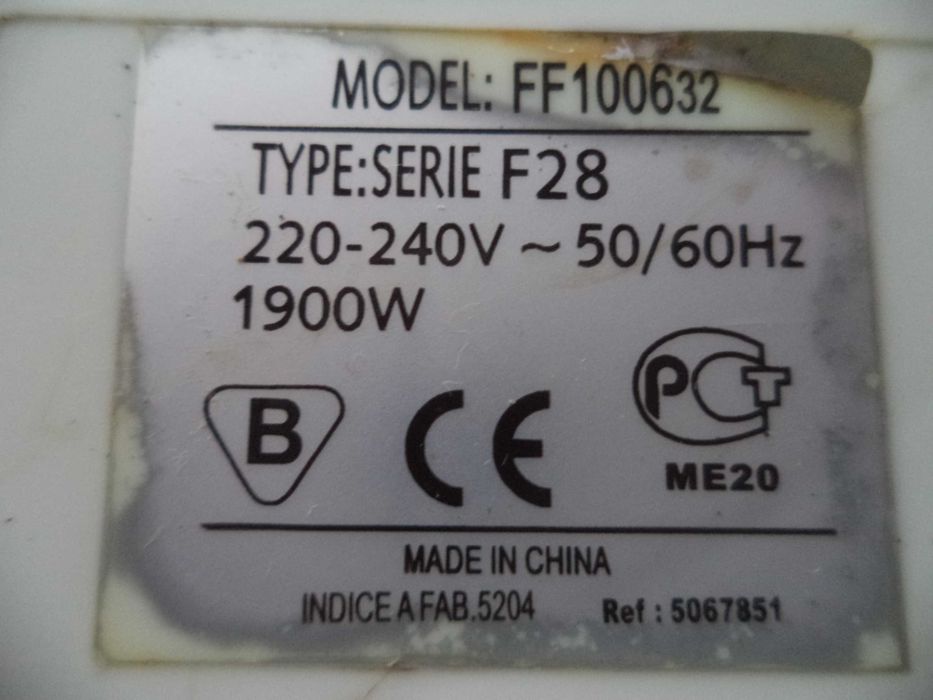 MODEL: FF100632
TYPE:SERIE F28
220-240V ~ 50/60Hz
1900W
B CE PCT
ME20
MADE IN CHINA
INDICE A FAB.5204 Ref : 5067851